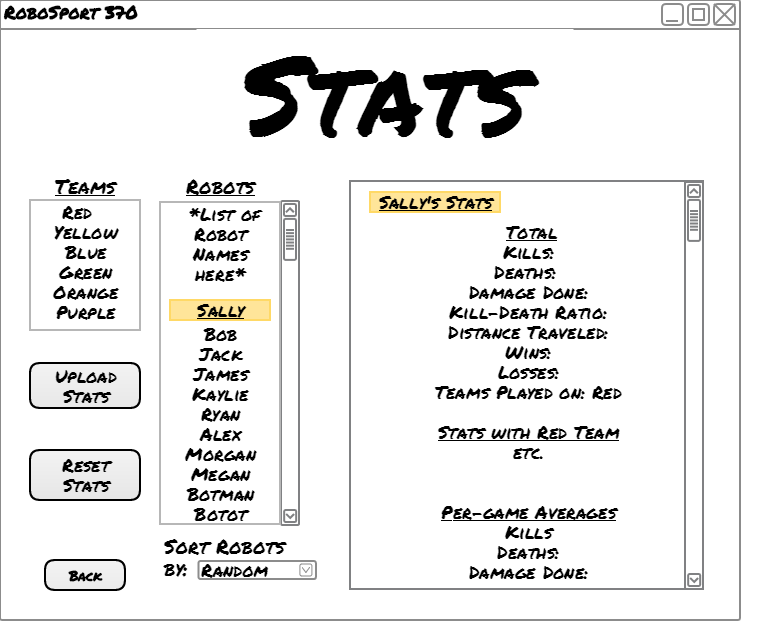 RoboSport 370
Stats
Teams
Red
Yellow
Blue
Green
Orange
Purple
Upload
Stats
Reset
Stats
Back
Robots
*List of
Robot
Names
here*
Sally
Bob
Jack
James
Kaylie
Ryan
Alex
Morgan
Megan
Botman
Botot
Sort Robots
by: Random
Sally's Stats
Total
Kills:
Deaths:
Damage Done:
Kill-Death Ratio:
Distance Traveled:
Wins:
Losses:
Teams Played on: Red
Stats with Red Team
etc.
Per-game Averages
Kills
Deaths:
Damage Done: